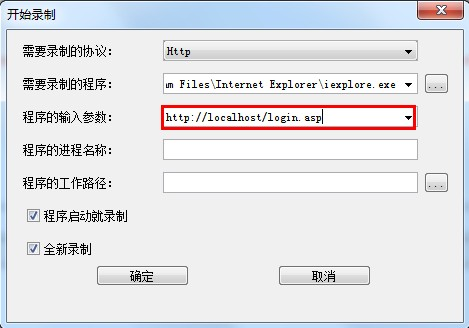 开始录制
需要录制的协议: Http
需要录制的程序: um Files\Internet Explorer\iexplore.exe ...
程序的输入参数: http://localhost/login.asp
程序的进程名称:
程序的工作路径: ...
程序启动就录制
全新录制
确定 取消